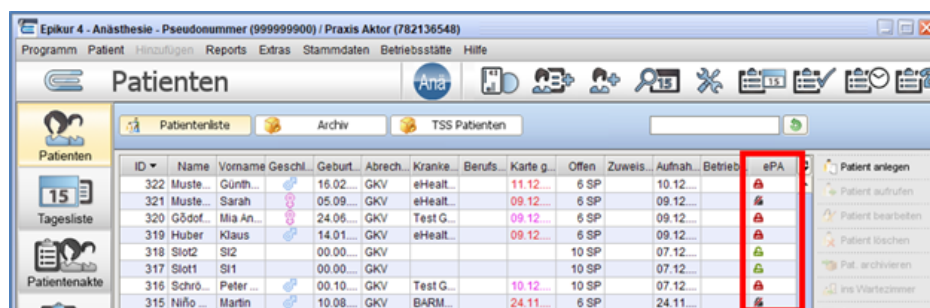 Epikur 4 - Anästhesie - Pseudonummer (999999900) / Praxis Aktor (782136548)
Programm Patient Hinzufügen Reports Extras Stammdaten Betriebsstätte Hilfe
Patienten Anä 15 15
Patientenliste Archiv TSS Patienten
Patienten
ID Name Vorname Geschl... Geburt... Abrech... Kranke... Berufs... Karte g... Offen Zuweis... Aufnah... Betrieb... ePA
Patient anlegen
322 Muste... Günth... 16.02.... GKV eHealt... 11.12.... 6 SP 10.12....
Patient aufrufen
321 Muste... Sarah 05.09.... GKV eHealt... 09.12.... 6 SP 09.12....
15
Tagesliste
320 Gödof... Mia An... 24.06.... GKV Test G... 09.12.... 6 SP 09.12....
Patient bearbeiten
319 Huber Klaus 14.01.... GKV eHealt... 09.12.... 6 SP 09.12....
Patient löschen
318 Slot2 SI2 00.00.... GKV 10 SP 07.12....
317 Slot1 SI1 00.00.... GKV 10 SP 07.12....
Pat. archivieren
Patientenakte
316 Schrö... Peter ... 00.10.... GKV Test G... 10.12.... 10 SP 07.12....
ins Wartezimmer
315 Niño ... Martin 10.08.... GKV BARM... 24.11.... 6 SP 24.11....